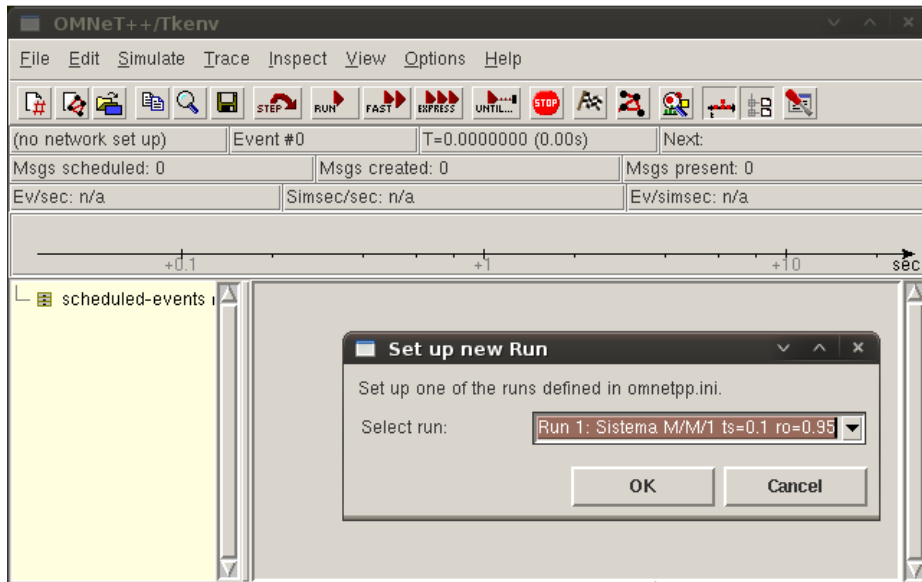 OMNeT++/Tkenv
File Edit Simulate Trace Inspect View Options Help
STEP RUN FAST EXPRESS UNTIL... STOP
(no network set up) Event #0 T=0.0000000 (0.00s) Next:
Msgs scheduled: 0 Msgs created: 0 Msgs present: 0
Ev/sec: n/a Simsec/sec: n/a Ev/simsec: n/a
+0.1 +1 +10 sec
scheduled-events
Set up new Run
Set up one of the runs defined in omnetpp.ini.
Select run: Run 1: Sistema M/M/1 ts=0.1 ro=0.95
OK Cancel